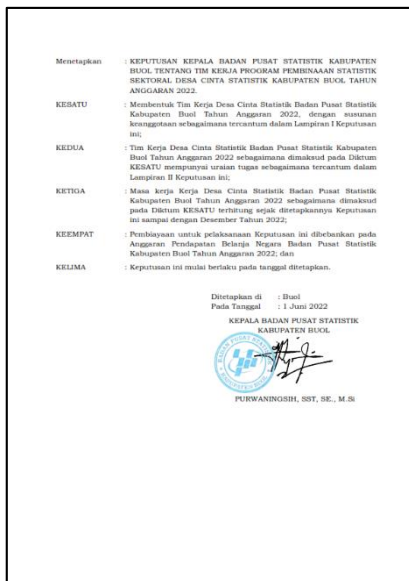 Menetapkan : KEPUTUSAN KEPALA BADAN PUSAT STATISTIK KABUPATEN
BUOL TENTANG TIM KERJA PROGRAM PEMBINAAAN STATISTIK
SEKTORAL DESA CINTA STATISTIK KABUPATEN BUOL TAHUN
ANGGARAN 2022.
KESATU : Membentuk Tim Kerja Desa Cinta Statistik Badan Pusat Statistik
Kabupaten Buol Tahun Anggaran 2022, dengan susunan
keanggotaan sebagaimana tercantum dalam Lampiran I Keputusan
ini;
KEDUA : Tim Kerja Desa Cinta Statistik Badan Pusat Statistik Kabupaten
Buol Tahun Anggaran 2022 sebagaimana dimaksud pada Diktum
KESATU mempunyai uraian tugas sebagaimana tercantum dalam
Lampiran II Keputusan ini;
KETIGA : Masa kerja Kerja Desa Cinta Statistik Badan Pusat Statistik
Kabupaten Buol Tahun Anggaran 2022 sebagaimana dimaksud
pada Diktum KESATU terhitung sejak ditetapkannya Keputusan
ini sampai dengan Desember Tahun 2022;
KEEMPAT : Pembiayaan untuk pelaksanaan Keputusan ini dibebankan pada
Anggaran Pendapatan Belanja Negara Badan Pusat Statistik
Kabupaten Buol Tahun Anggaran 2022; dan
KELIMA : Keputusan ini mulai berlaku pada tanggal ditetapkan.
Ditetapkan di : Buol
Pada Tanggal : 1 Juni 2022
KEPALA BADAN PUSAT STATISTIK
KABUPATEN BUOL
BADAN PUSAT STATISTIK
KABUPATEN BUOL
PURWANINGSIH, SST, SE., M.Si